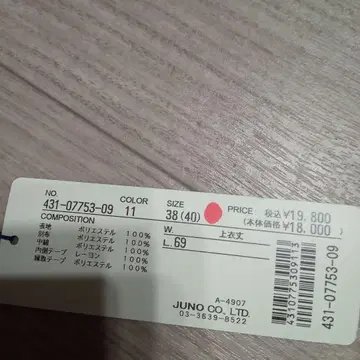 NO.
431-07753-09
COLOR
11
SIZE
38(40)
PRICE: 税込¥19,800
(本体価格¥18,000)
COMPOSITION
表地 ポリエステル 100%
別布 ポリエステル 100%
中綿 ポリエステル 100%
内側テープ レーヨン 100%
縁取テープ ポリエステル 100%
W. 上衣丈
L. 69
A-4907
JUNO CO., LTD.
03-3639-8522
4310775309113
431-07753-09